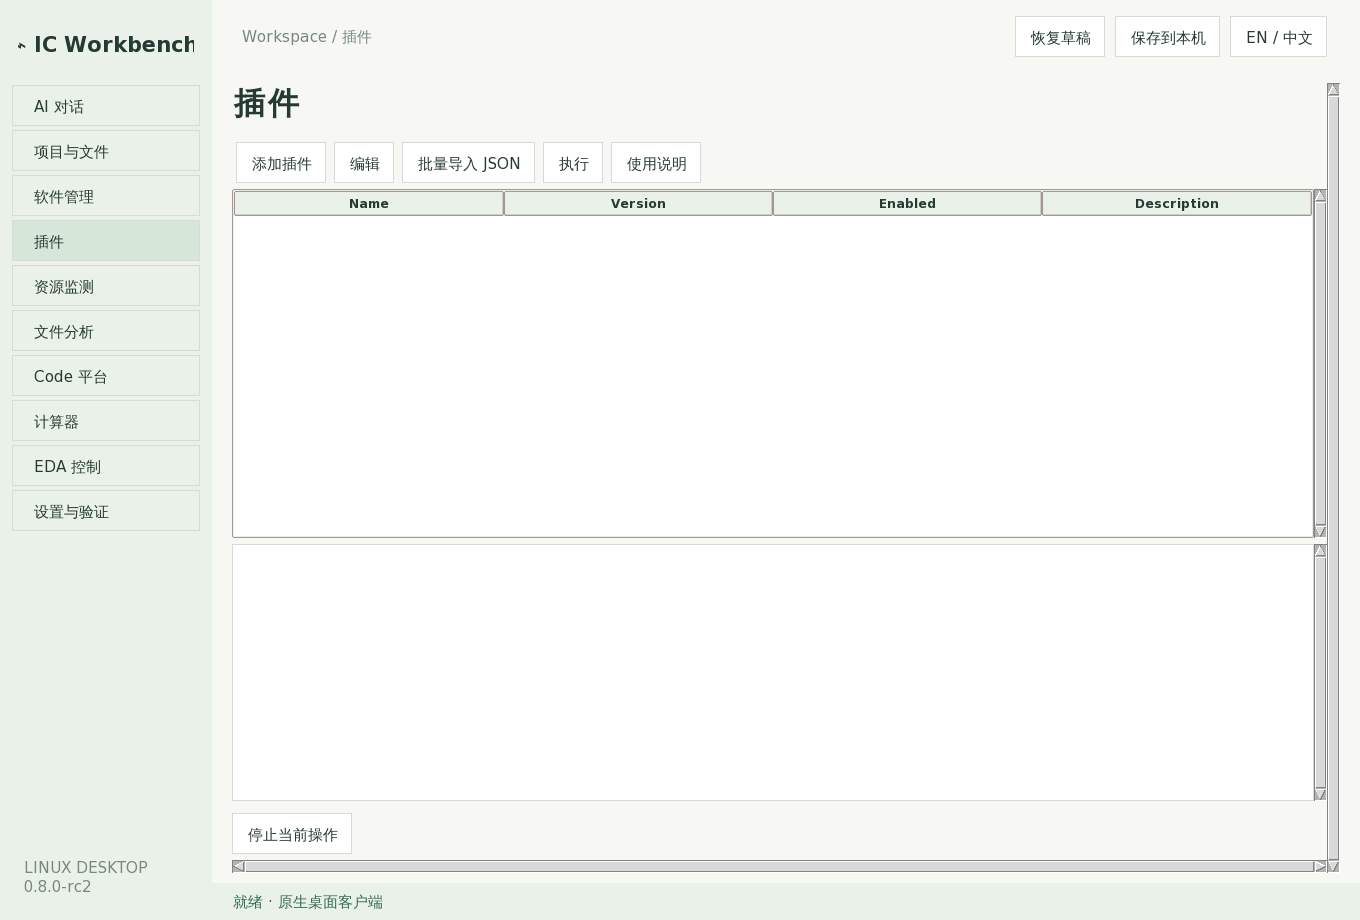 IC Workbench
AI 对话
项目与文件
软件管理
插件
资源监测
文件分析
Code 平台
计算器
EDA 控制
设置与验证
LINUX DESKTOP
0.8.0-rc2
Workspace / 插件
恢复草稿
保存到本机
EN / 中文
插件
添加插件
编辑
批量导入 JSON
执行
使用说明
Name
Version
Enabled
Description
停止当前操作
就绪 · 原生桌面客户端